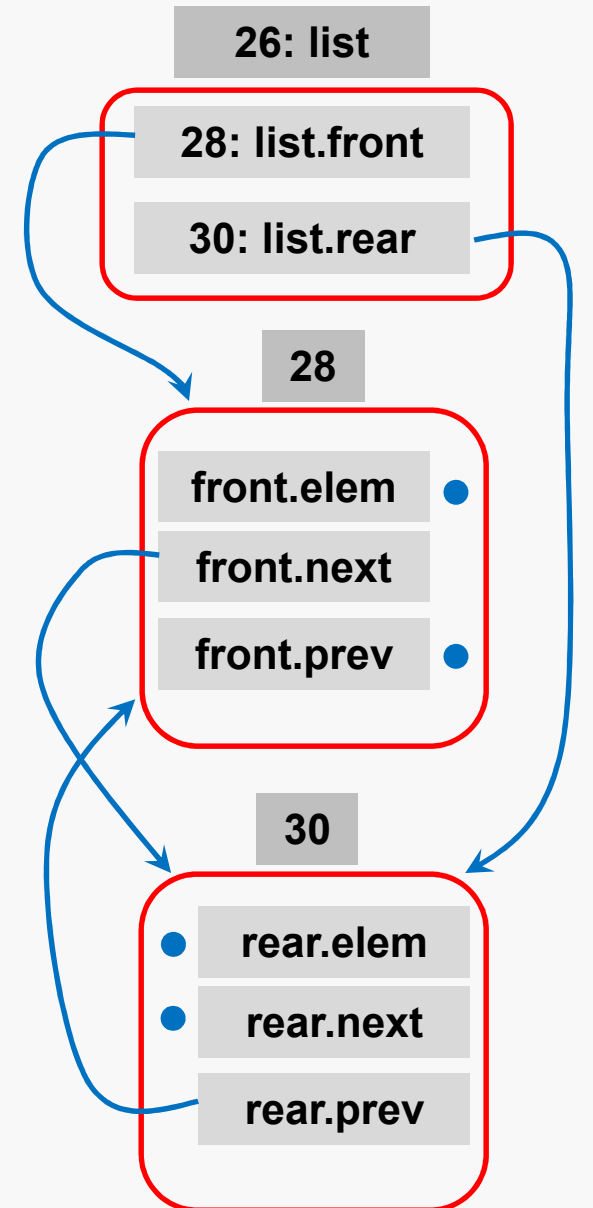 26: list
28: list.front
30: list.rear
28
front.elem
front.next
front.prev
30
rear.elem
rear.next
rear.prev